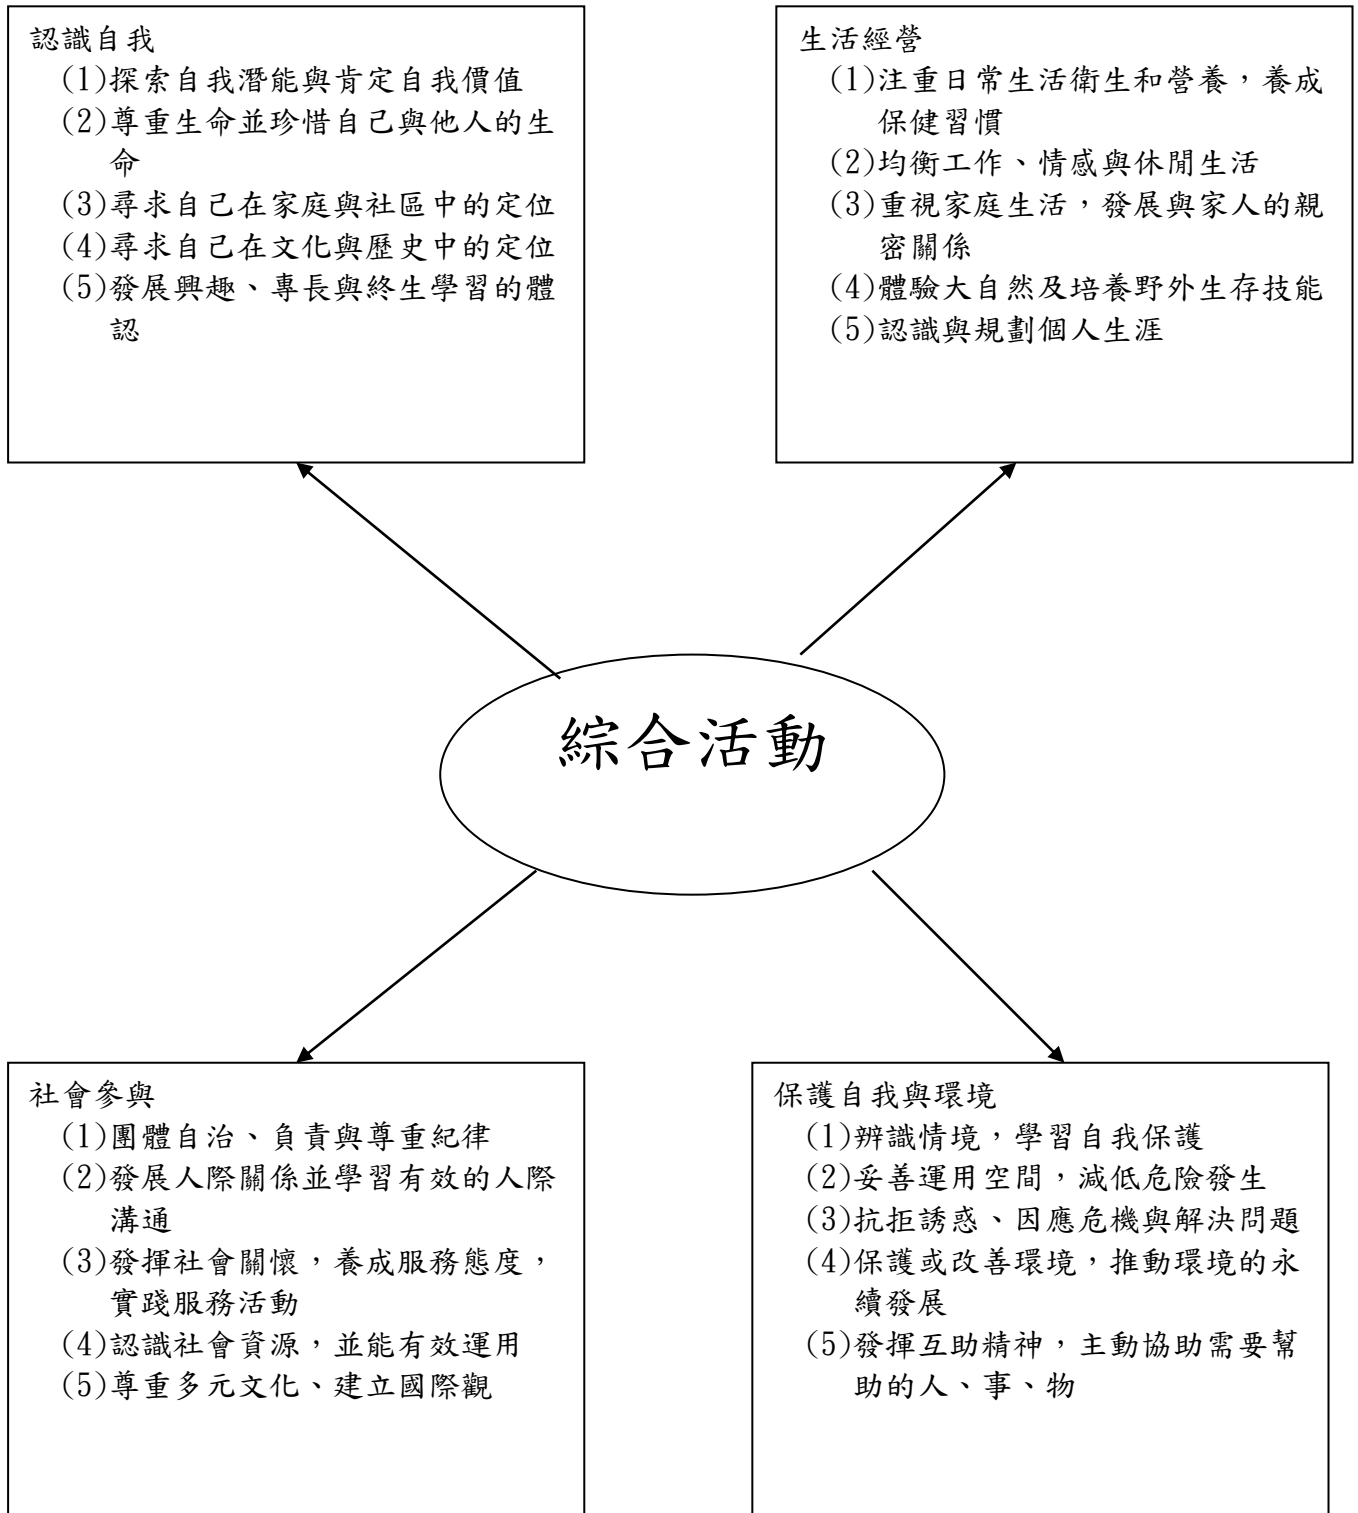 認識自我
(1)探索自我潛能與肯定自我價值
(2)尊重生命並珍惜自己與他人的生
命
(3)尋求自己在家庭與社區中的定位
(4)尋求自己在文化與歷史中的定位
(5)發展興趣、專長與終生學習的體
認
生活經營
(1)注重日常生活衛生和營養，養成
保健習慣
(2)均衡工作、情感與休閒生活
(3)重視家庭生活，發展與家人的親
密關係
(4)體驗大自然及培養野外生存技能
(5)認識與規劃個人生涯
綜合活動
社會參與
(1)團體自治、負責與尊重紀律
(2)發展人際關係並學習有效的人際
溝通
(3)發揮社會關懷，養成服務態度，
實踐服務活動
(4)認識社會資源，並能有效運用
(5)尊重多元文化、建立國際觀
保護自我與環境
(1)辨識情境，學習自我保護
(2)妥善運用空間，減低危險發生
(3)抗拒誘惑、因應危機與解決問題
(4)保護或改善環境，推動環境的永
續發展
(5)發揮互助精神，主動協助需要幫
助的人、事、物